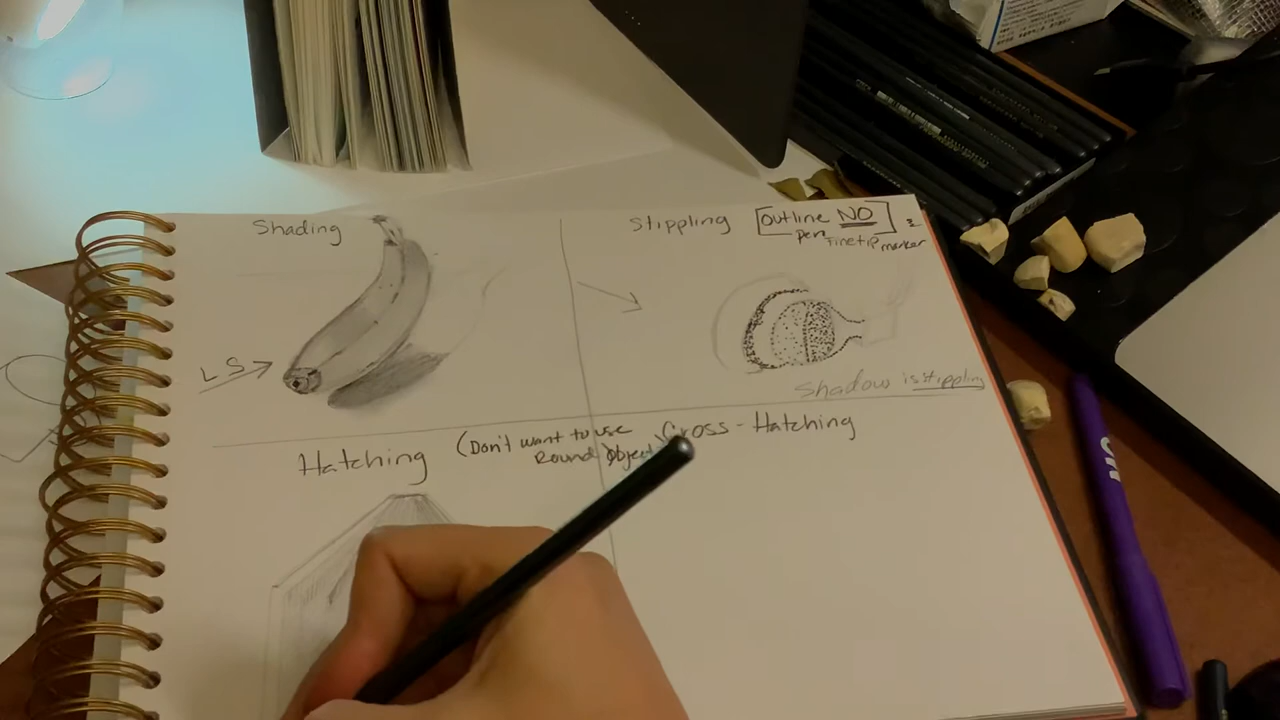 Shading
Stippling [Outline NO
pen, Finetip marker]
LS
Shadow is stippling
Hatching
(Don't want to use
Round Object)
Cross-Hatching